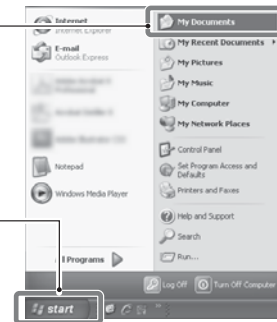 Internet
Internet Explorer
E-mail
Outlook Express
Notepad
Windows Media Player
All Programs
My Documents
My Recent Documents
My Pictures
My Music
My Computer
My Network Places
Control Panel
Set Program Access and
Defaults
Printers and Faxes
Help and Support
Search
Run...
Log Off
Turn Off Computer
start